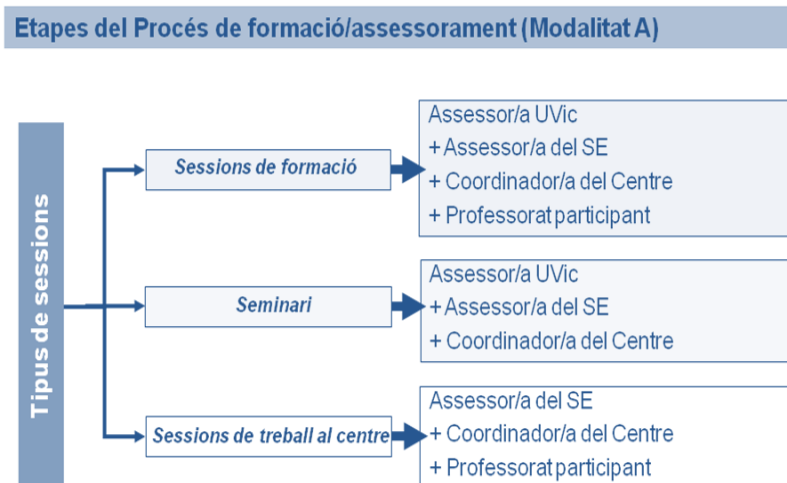 Etapes del Procés de formació/assessorament (Modalitat A)
Tipus de sessions
Sessions de formació
Assessor/a UVic
+ Assessor/a del SE
+ Coordinador/a del Centre
+ Professorat participant
Seminari
Assessor/a UVic
+ Assessor/a del SE
+ Coordinador/a del Centre
Sessions de treball al centre
Assessor/a del SE
+ Coordinador/a del Centre
+ Professorat participant